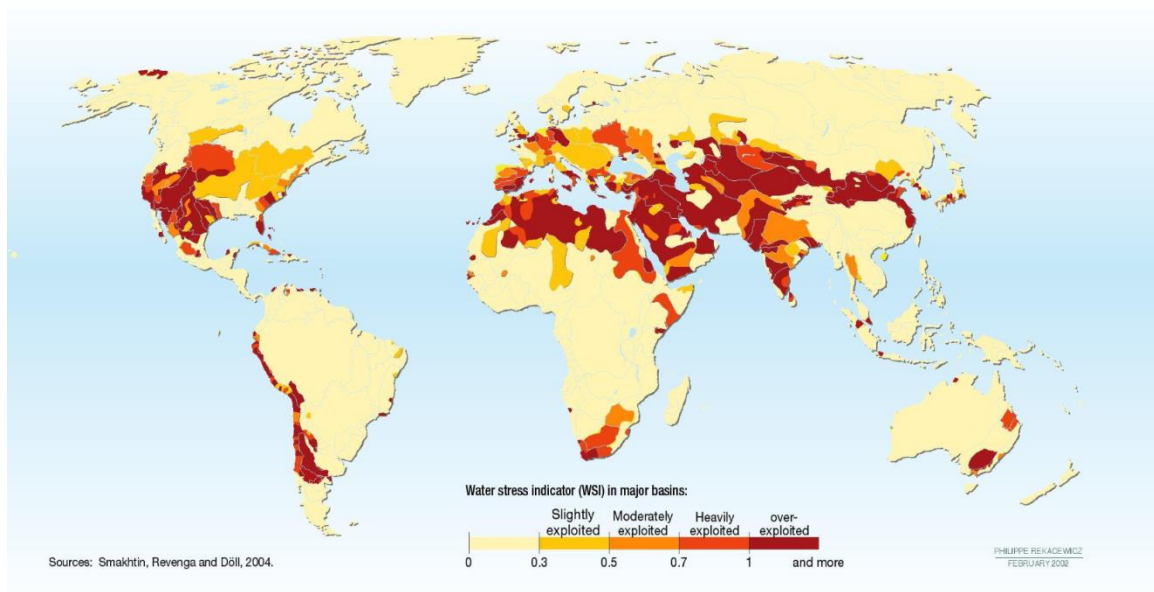 Water stress indicator (WSI) in major basins:
Slightly exploited
Moderately exploited
Heavily exploited
over-exploited
0 0.3 0.5 0.7 1 and more
Sources: Smakhtin, Revenga and Döll, 2004.
PHILIPPE REKACEWICZ
FEBRUARY 2002